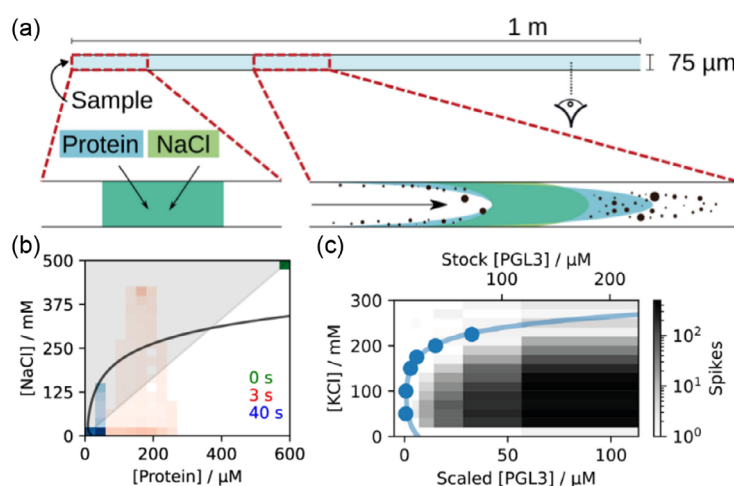 (a)
1 m
75 µm
Sample
Protein NaCl
(b)
500
375
250
125
0
[NaCl] / mM
0 s
3 s
40 s
0 200 400 600
[Protein] / µM
(c)
Stock [PGL3] / µM
100 200
300
200
100
0
[KCl] / mM
0 50 100
Scaled [PGL3] / µM
10²
10¹
10⁰
Spikes